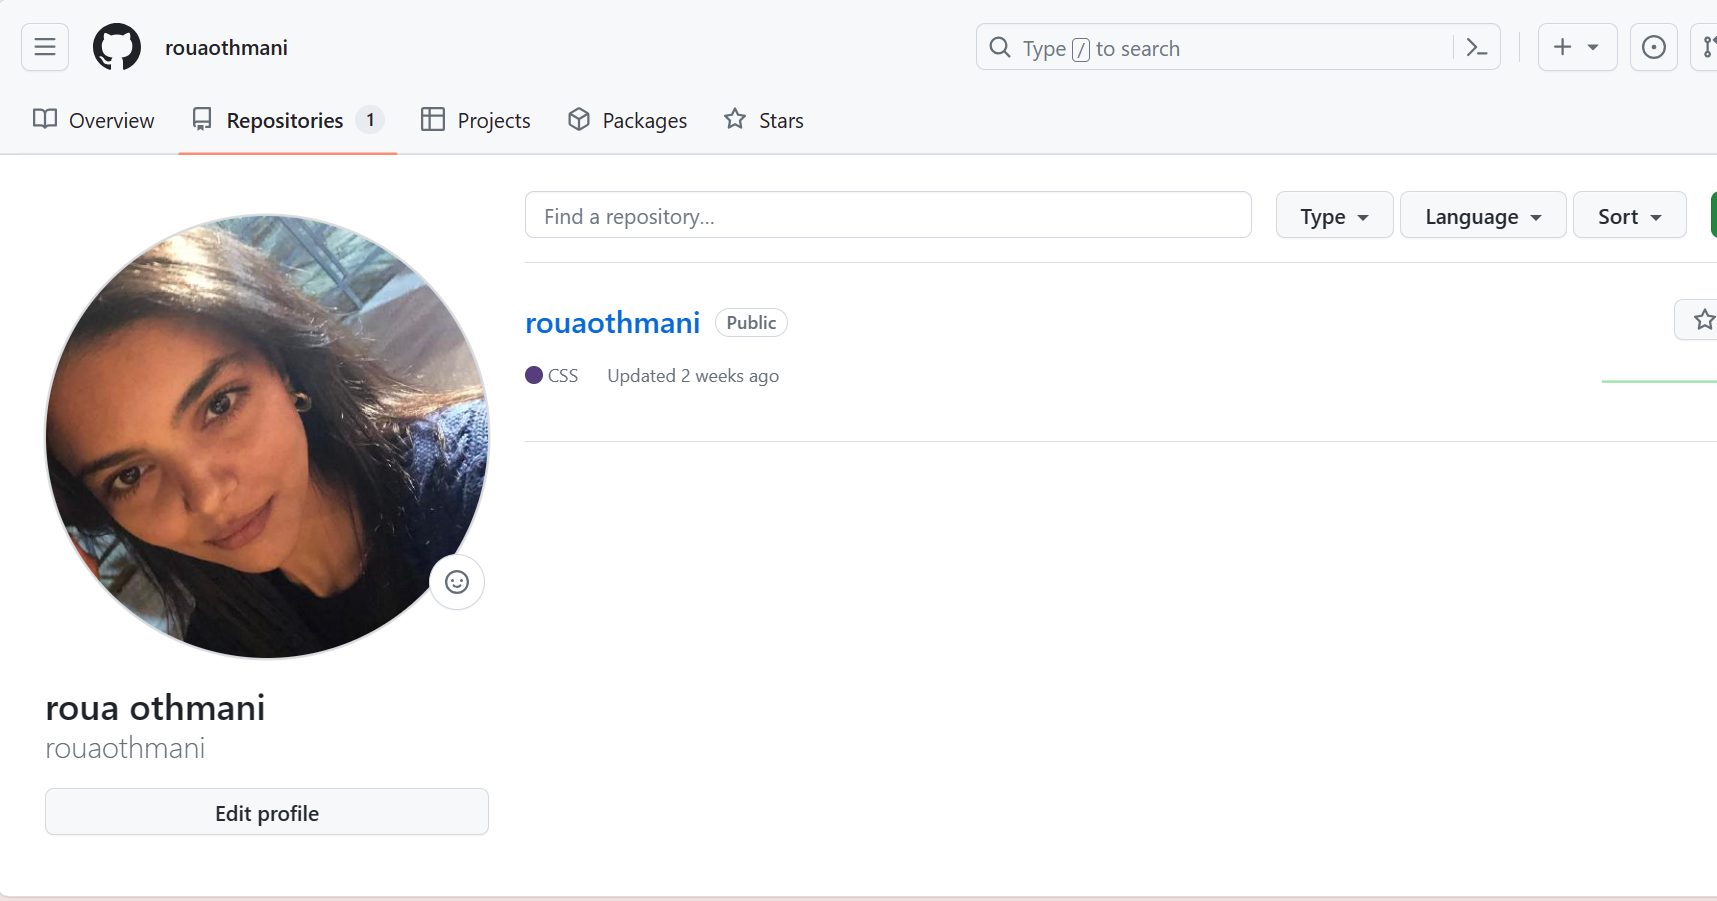 rouaothmani
Type / to search
Overview
Repositories 1
Projects
Packages
Stars
Find a repository...
Type
Language
Sort
rouaothmani Public
CSS Updated 2 weeks ago
roua othmani
rouaothmani
Edit profile